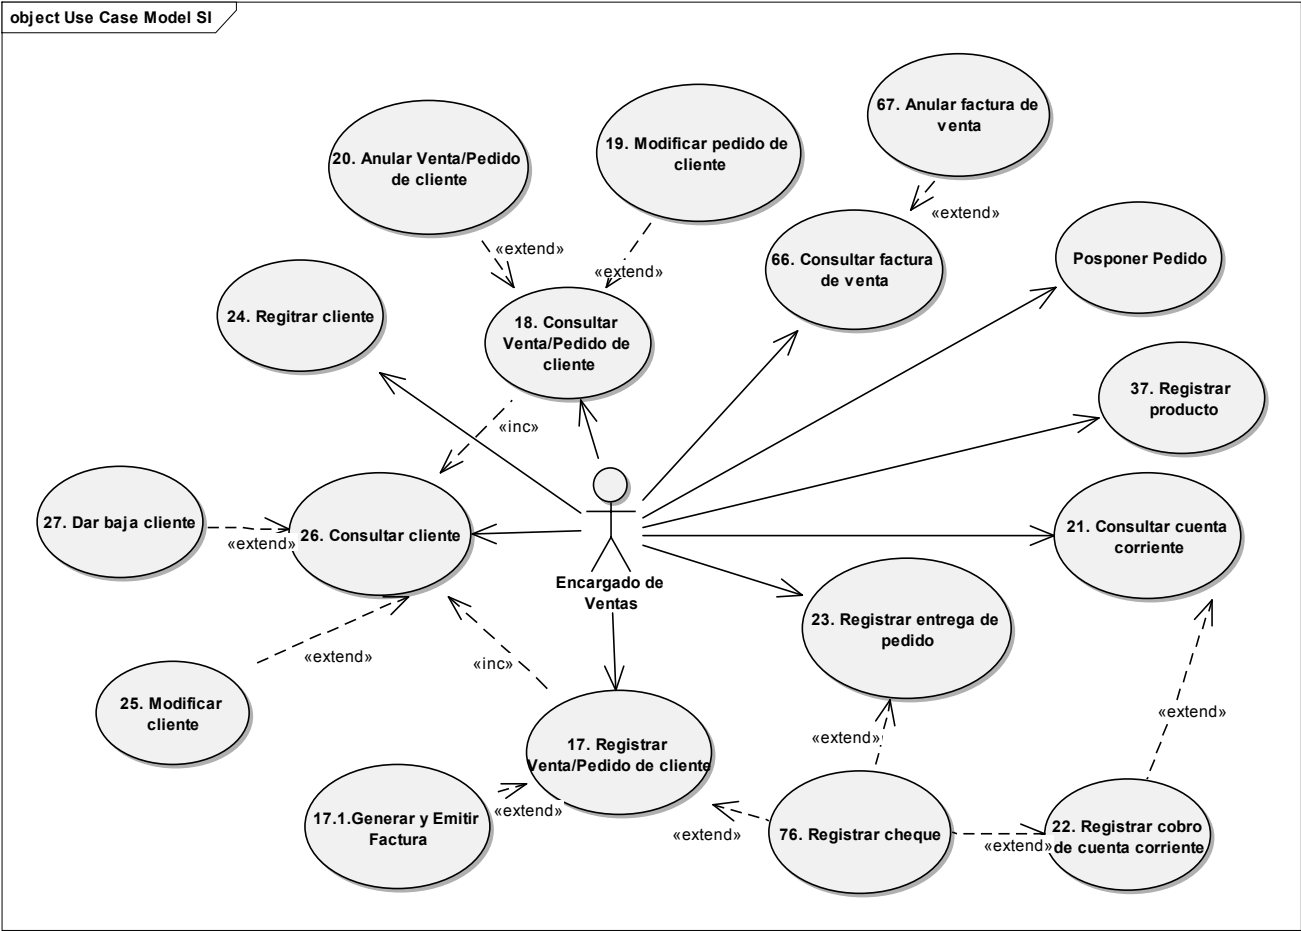 object Use Case Model SI
67. Anular factura de
venta
20. Anular Venta/Pedido
de cliente
19. Modificar pedido de
cliente
«extend»
«extend»
«extend»
66. Consultar factura
de venta
Posponer Pedido
24. Regitrar cliente
18. Consultar
Venta/Pedido de
cliente
37. Registrar
producto
«inc»
27. Dar baja cliente
«extend»
26. Consultar cliente
21. Consultar cuenta
corriente
Encargado de
Ventas
23. Registrar entrega de
pedido
«extend»
«inc»
25. Modificar
cliente
«extend»
17. Registrar
Venta/Pedido de cliente
«extend»
17.1.Generar y Emitir
Factura
«extend»
«extend»
76. Registrar cheque
«extend»
22. Registrar cobro
de cuenta corriente